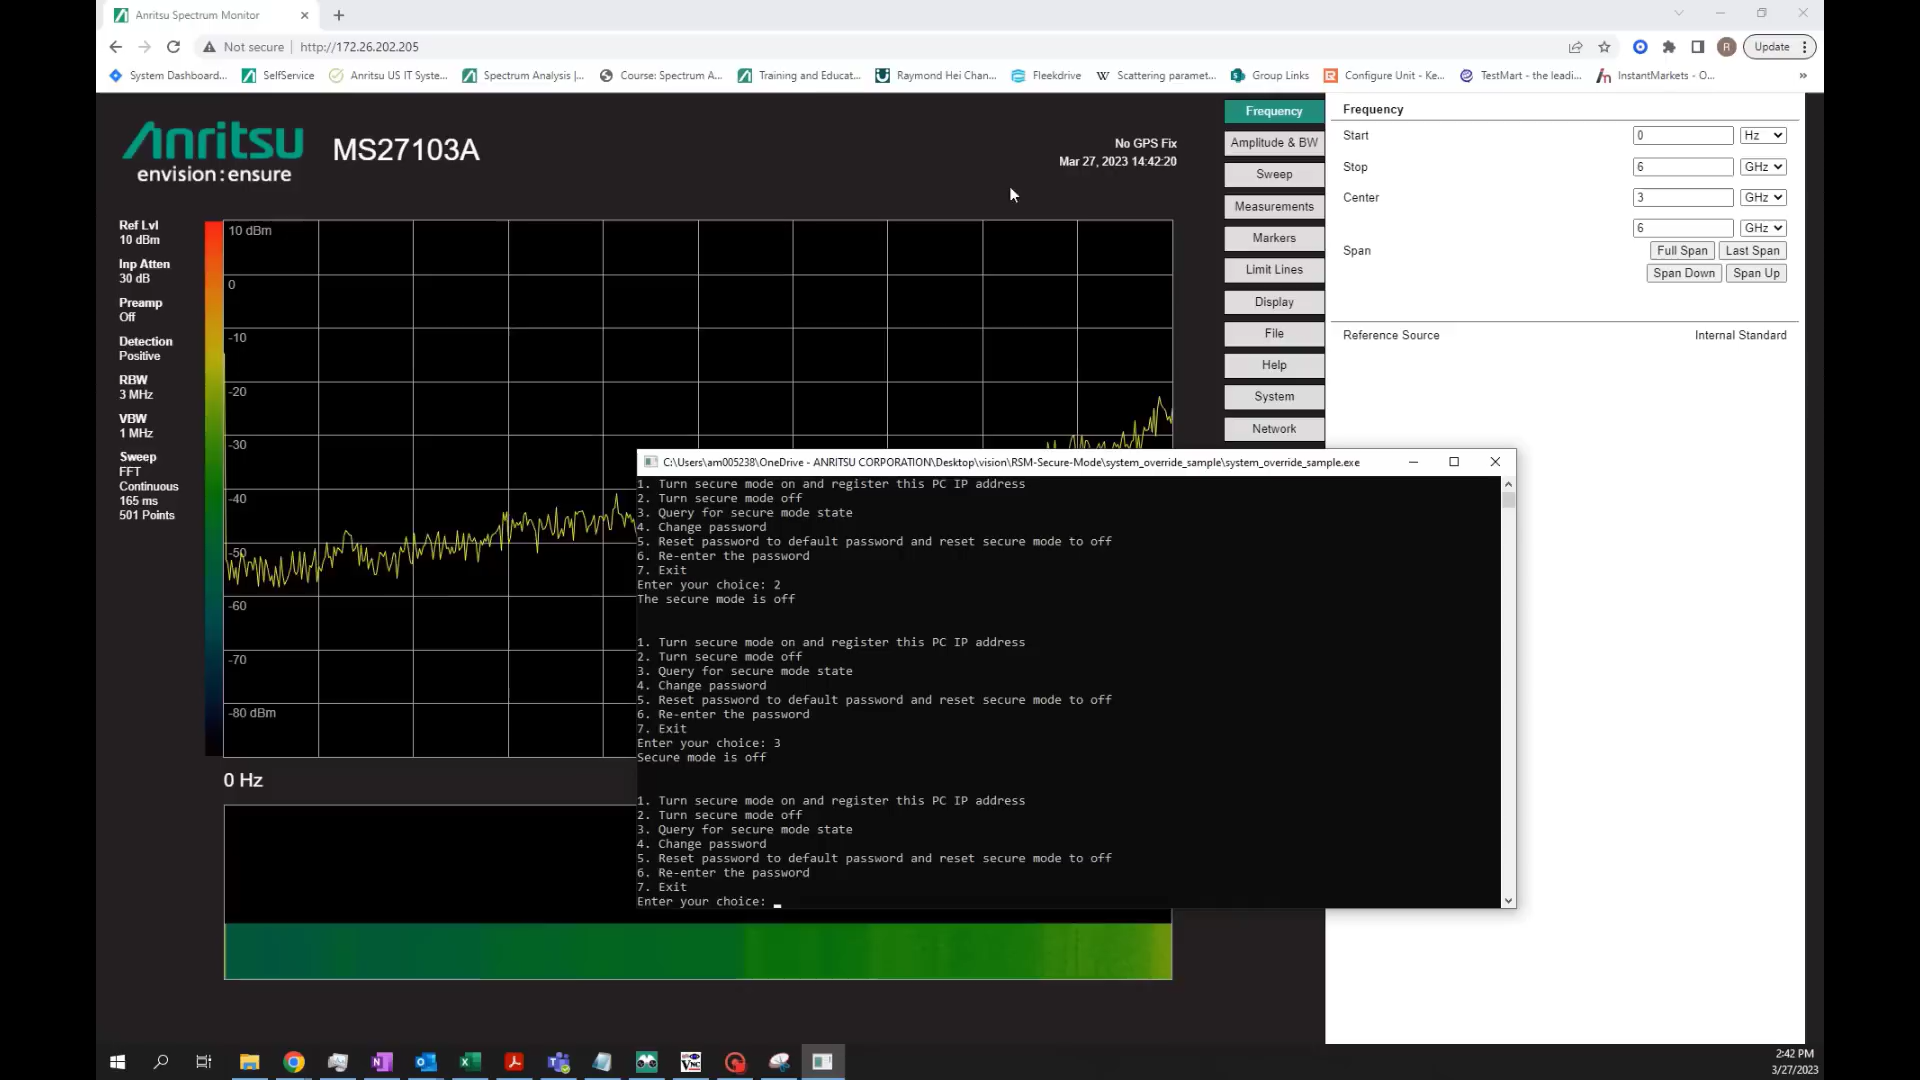 Anritsu Spectrum Monitor
Not secure
http://172.26.202.205
R
Update
System Dashboard...
SelfService
Anritsu US IT Syste...
Spectrum Analysis |...
Course: Spectrum A...
Training and Educat...
Raymond Hei Chan...
Fleekdrive
W
Scattering paramet...
Group Links
Configure Unit - Ke...
TestMart - the leadi...
InstantMarkets - O...
»
Anritsu
envision : ensure
MS27103A
No GPS Fix
Mar 27, 2023 14:42:20
Ref Lvl
10 dBm
Inp Atten
30 dB
Preamp
Off
Detection
Positive
RBW
3 MHz
VBW
1 MHz
Sweep
FFT
Continuous
165 ms
501 Points
10 dBm
0
-10
-20
-30
-40
-50
-60
-70
-80 dBm
0 Hz
Frequency
Amplitude & BW
Sweep
Measurements
Markers
Limit Lines
Display
File
Help
System
Network
Frequency
Start
0
Hz
Stop
6
GHz
Center
3
GHz
6
GHz
Span
Full Span
Last Span
Span Down
Span Up
Reference Source
Internal Standard
C:\Users\am005238\OneDrive - ANRITSU CORPORATION\Desktop\vision\RSM-Secure-Mode\system_override_sample\system_override_sample.exe
1. Turn secure mode on and register this PC IP address
2. Turn secure mode off
3. Query for secure mode state
4. Change password
5. Reset password to default password and reset secure mode to off
6. Re-enter the password
7. Exit
Enter your choice: 2
The secure mode is off
1. Turn secure mode on and register this PC IP address
2. Turn secure mode off
3. Query for secure mode state
4. Change password
5. Reset password to default password and reset secure mode to off
6. Re-enter the password
7. Exit
Enter your choice: 3
Secure mode is off
1. Turn secure mode on and register this PC IP address
2. Turn secure mode off
3. Query for secure mode state
4. Change password
5. Reset password to default password and reset secure mode to off
6. Re-enter the password
7. Exit
Enter your choice: _
2:42 PM
3/27/2023